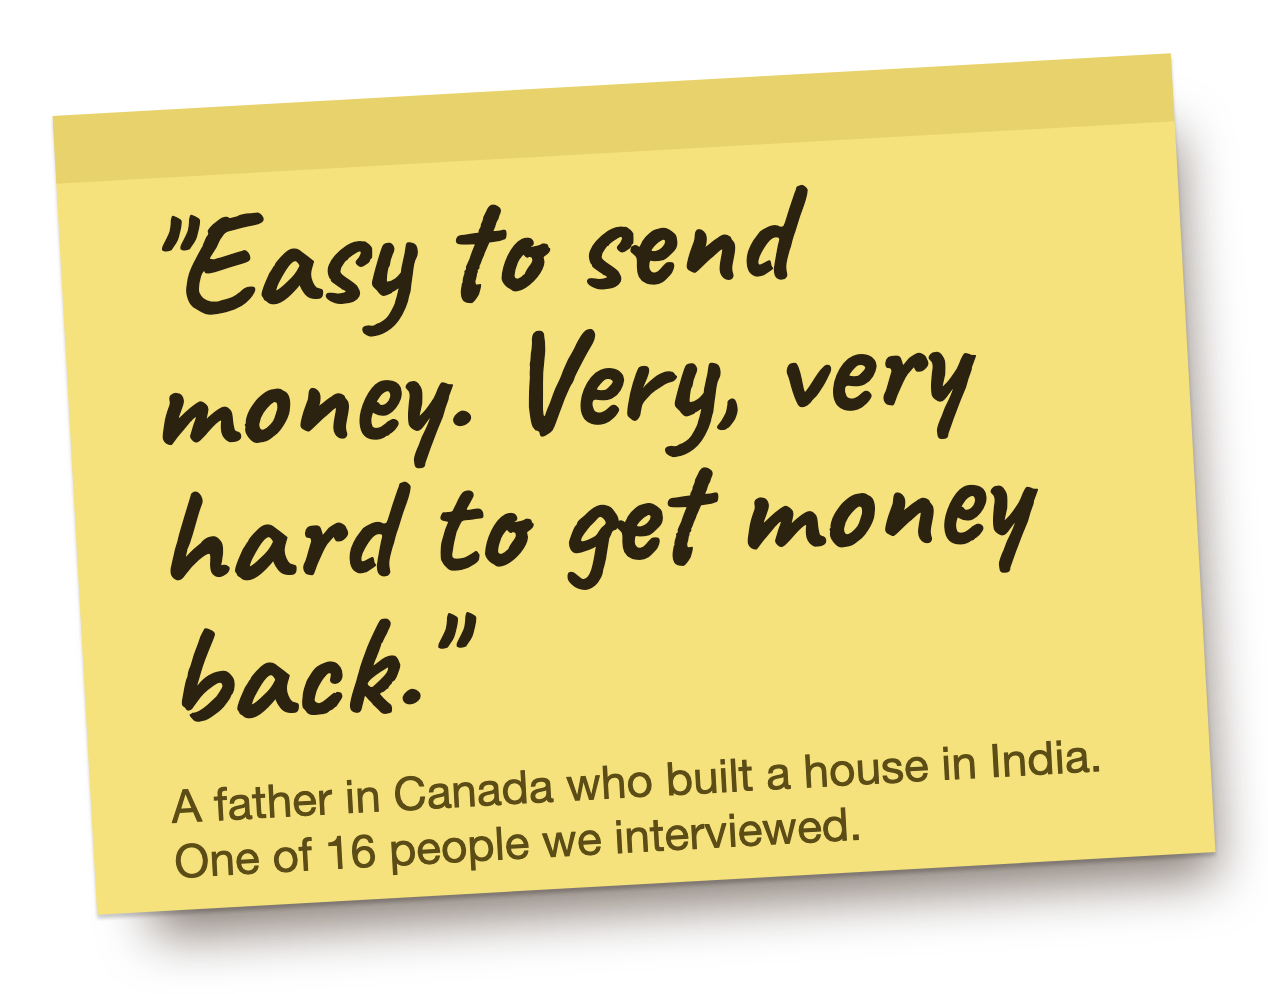 "Easy to send
money. Very, very
hard to get money
back."
A father in Canada who built a house in India.
One of 16 people we interviewed.